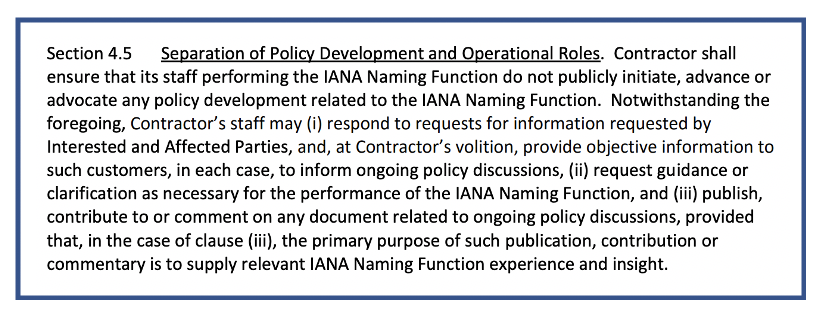 Section 4.5 Separation of Policy Development and Operational Roles. Contractor shall
ensure that its staff performing the IANA Naming Function do not publicly initiate, advance or
advocate any policy development related to the IANA Naming Function. Notwithstanding the
foregoing, Contractor's staff may (i) respond to requests for information requested by
Interested and Affected Parties, and, at Contractor's volition, provide objective information to
such customers, in each case, to inform ongoing policy discussions, (ii) request guidance or
clarification as necessary for the performance of the IANA Naming Function, and (iii) publish,
contribute to or comment on any document related to ongoing policy discussions, provided
that, in the case of clause (iii), the primary purpose of such publication, contribution or
commentary is to supply relevant IANA Naming Function experience and insight.